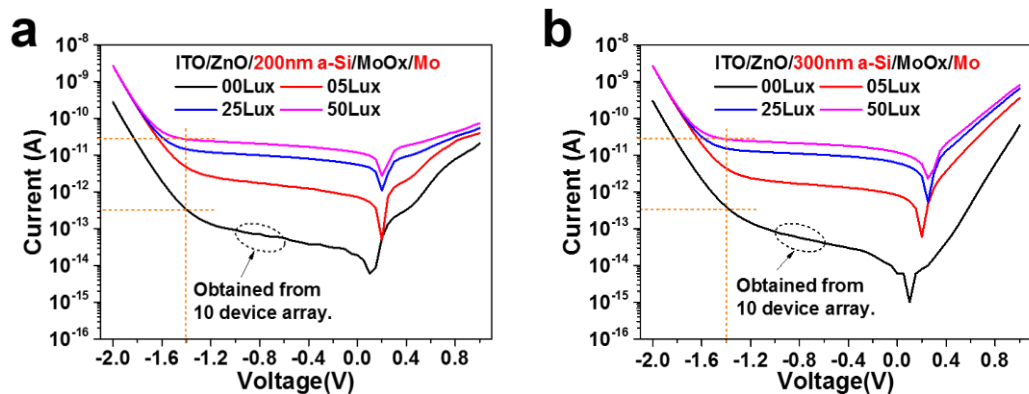 a
ITO/ZnO/200nm a-Si/MoOx/Mo
00Lux 05Lux
25Lux 50Lux
Obtained from
10 device array.
10-8
10-9
10-10
10-11
10-12
10-13
10-14
10-15
10-16
Current (A)
-2.0 -1.6 -1.2 -0.8 -0.4 0.0 0.4 0.8
Voltage(V)
b
ITO/ZnO/300nm a-Si/MoOx/Mo
00Lux 05Lux
25Lux 50Lux
Obtained from
10 device array.
10-8
10-9
10-10
10-11
10-12
10-13
10-14
10-15
10-16
Current (A)
-2.0 -1.6 -1.2 -0.8 -0.4 0.0 0.4 0.8
Voltage(V)